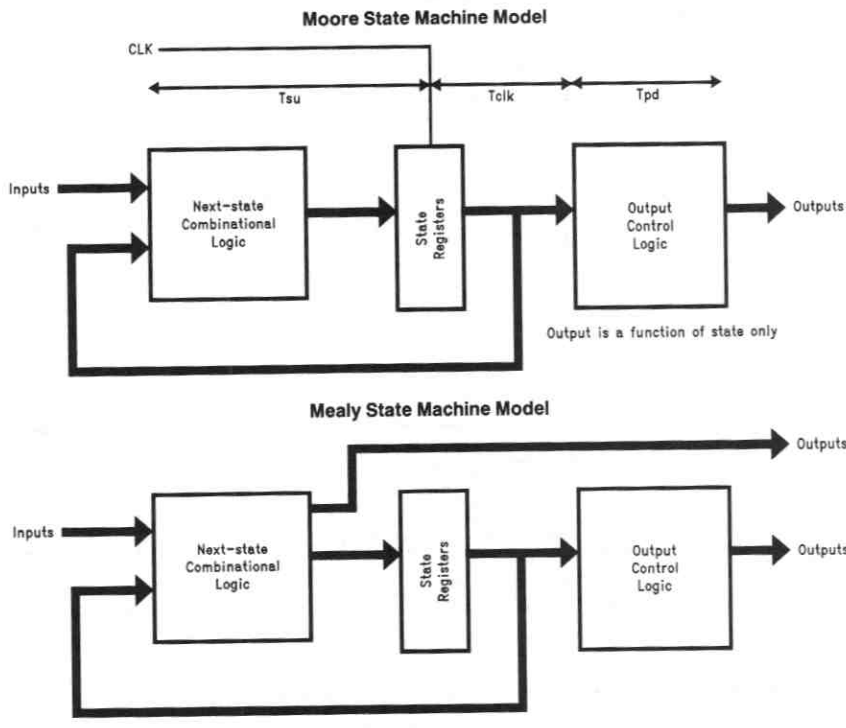 Moore State Machine Model
CLK
Tsu
Tclk
Tpd
Inputs
Next-state
Combinational
Logic
State
Registers
Output
Control
Logic
Outputs
Output is a function of state only
Mealy State Machine Model
Outputs
Inputs
Next-state
Combinational
Logic
State
Registers
Output
Control
Logic
Outputs